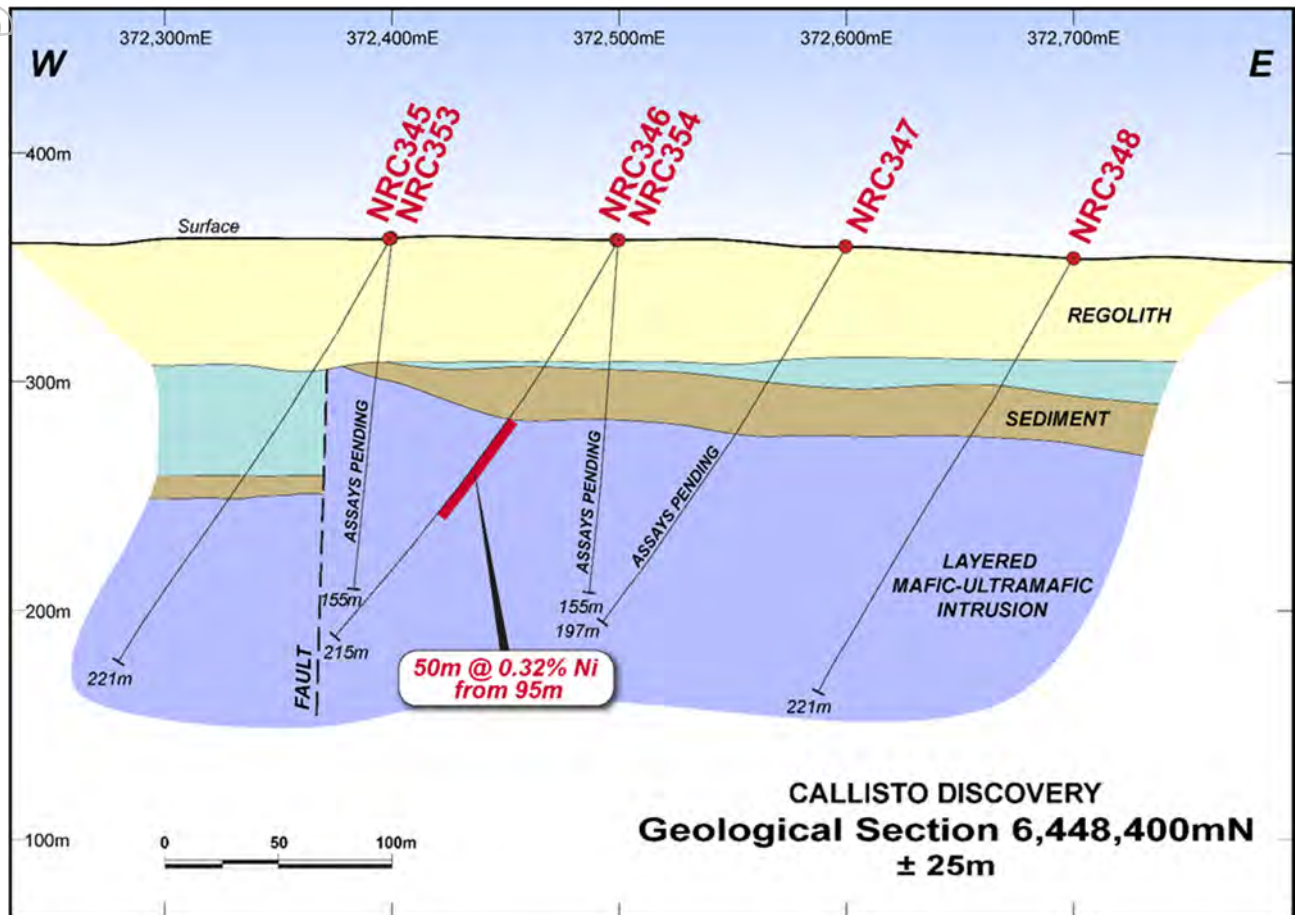 372,300mE 372,400mE 372,500mE 372,600mE 372,700mE
W
E
400m
300m
200m
100m
NRC345
NRC353
NRC346
NRC354
NRC347
NRC348
Surface
REGOLITH
SEDIMENT
LAYERED
MAFIC-ULTRAMAFIC
INTRUSION
ASSAYS PENDING
ASSAYS PENDING
ASSAYS PENDING
FAULT
221m
155m
215m
155m
197m
221m
50m @ 0.32% Ni
from 95m
0 50 100m
CALLISTO DISCOVERY
Geological Section 6,448,400mN
± 25m